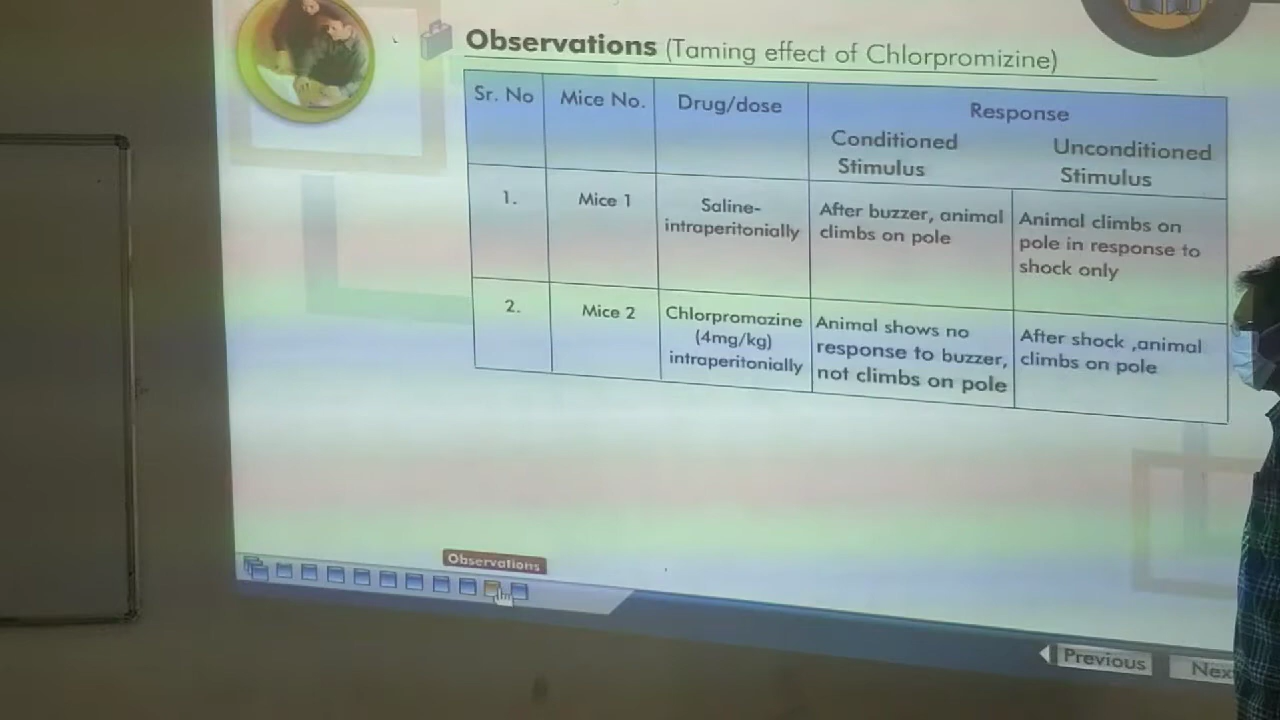 Observations (Taming effect of Chlorpromizine)
Sr. No
Mice No.
Drug/dose
Response
Conditioned
Stimulus
Unconditioned
Stimulus
1.
Mice 1
Saline-
intraperitonially
After buzzer, animal
climbs on pole
Animal climbs on
pole in response to
shock only
2.
Mice 2
Chlorpromazine
(4mg/kg)
intraperitonially
Animal shows no
response to buzzer,
not climbs on pole
After shock ,animal
climbs on pole
Observations
Previous
Nex